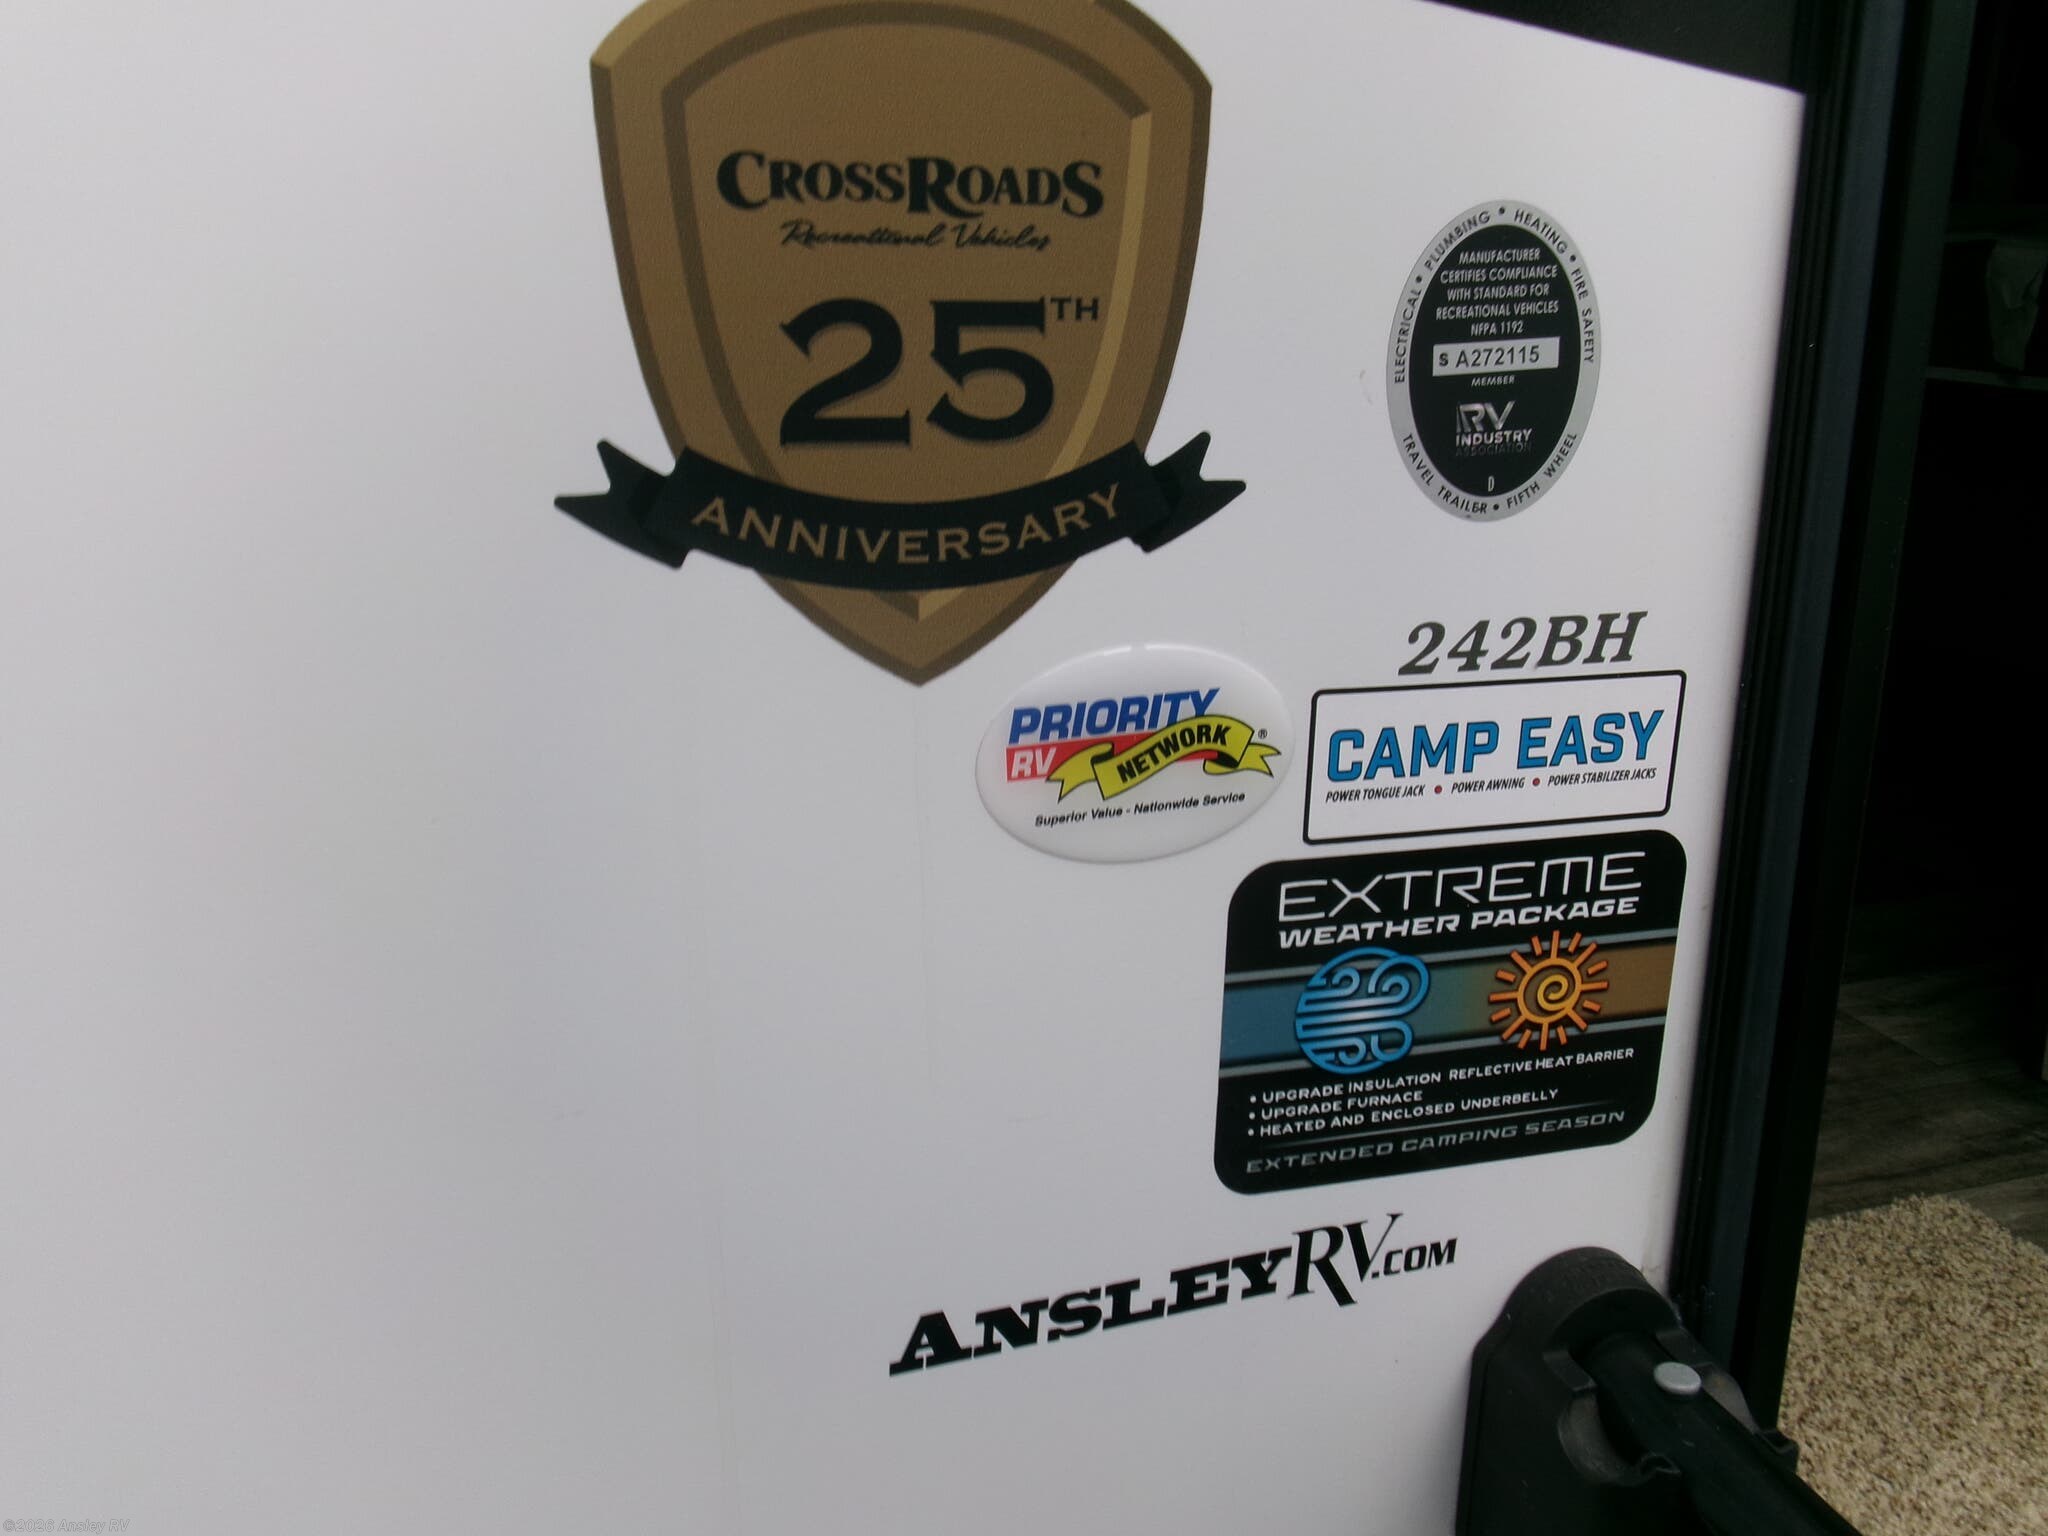 CROSSROADS
Recreational Vehicles
25TH
ANNIVERSARY
ELECTRICAL • PLUMBING • HEATING • FIRE SAFETY
MANUFACTURER
CERTIFIES COMPLIANCE
WITH STANDARD FOR
RECREATIONAL VEHICLES
NFPA 1192
S A272115
MEMBER
RV
INDUSTRY
ASSOCIATION
D
TRAVEL TRAILER • FIFTH WHEEL
242BH
PRIORITY
RV NETWORK ®
Superior Value - Nationwide Service
CAMP EASY
POWER TONGUE JACK • POWER AWNING • POWER STABILIZER JACKS
EXTREME
WEATHER PACKAGE
• UPGRADE INSULATION REFLECTIVE HEAT BARRIER
• UPGRADE FURNACE
• HEATED AND ENCLOSED UNDERBELLY
EXTENDED CAMPING SEASON
ANSLEYRV.COM
©2026 Ansley RV